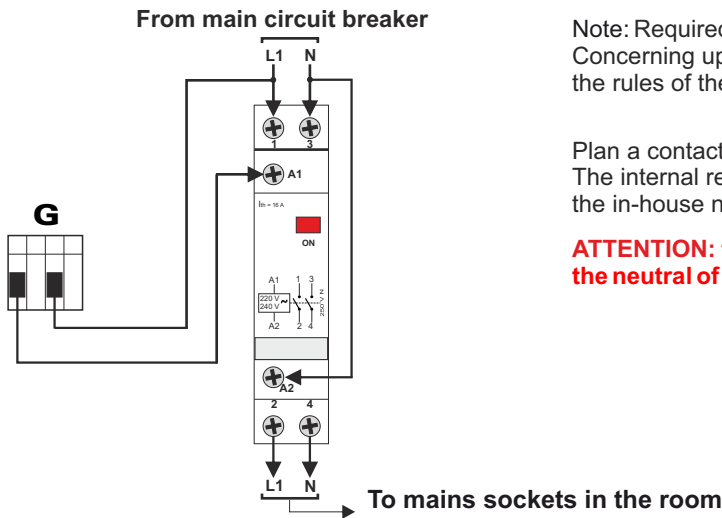 From main circuit breaker
L1 N
1 3
A1
Ith = 16 A
ON
G
A1 1 3
220 V
240 V
~
250 V
A2 2 4
A2
2 4
L1 N
To mains sockets in the room
Note: Required
Concerning up
the rules of the
Plan a contact
The internal re
the in-house n
ATTENTION:
the neutral of